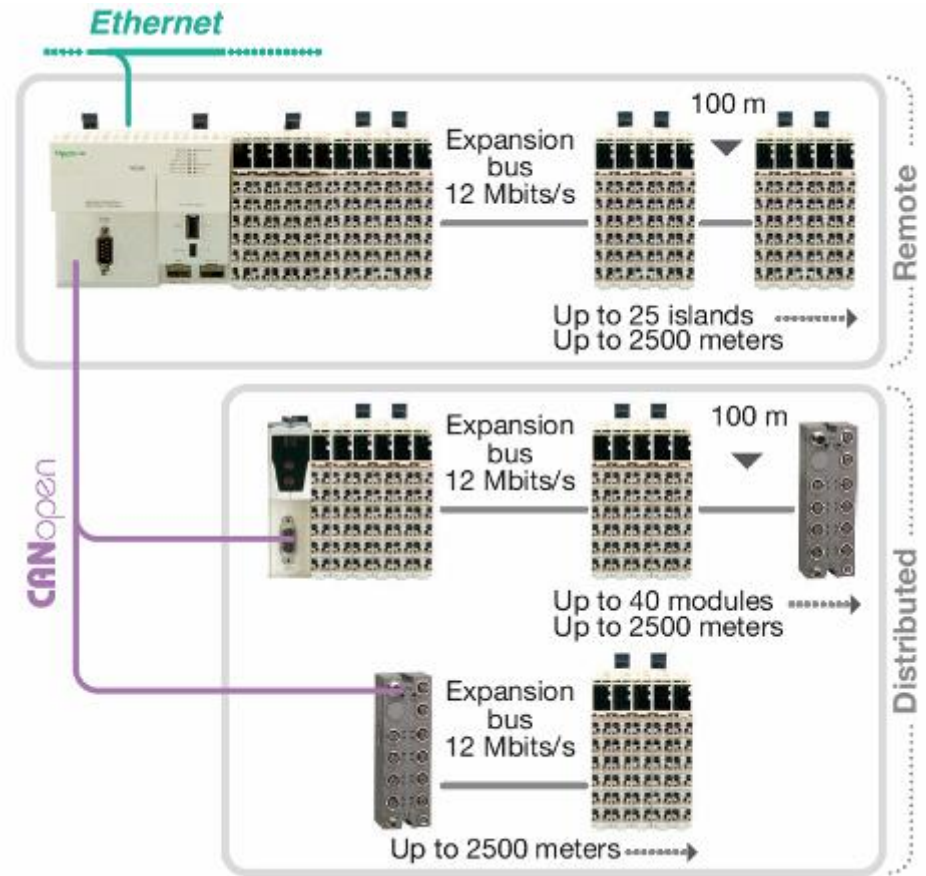 Ethernet
100 m
Expansion
bus
12 Mbits/s
Up to 25 islands
Up to 2500 meters
Remote
CANopen
Expansion
bus
12 Mbits/s
100 m
Up to 40 modules
Up to 2500 meters
Distributed
Expansion
bus
12 Mbits/s
Up to 2500 meters